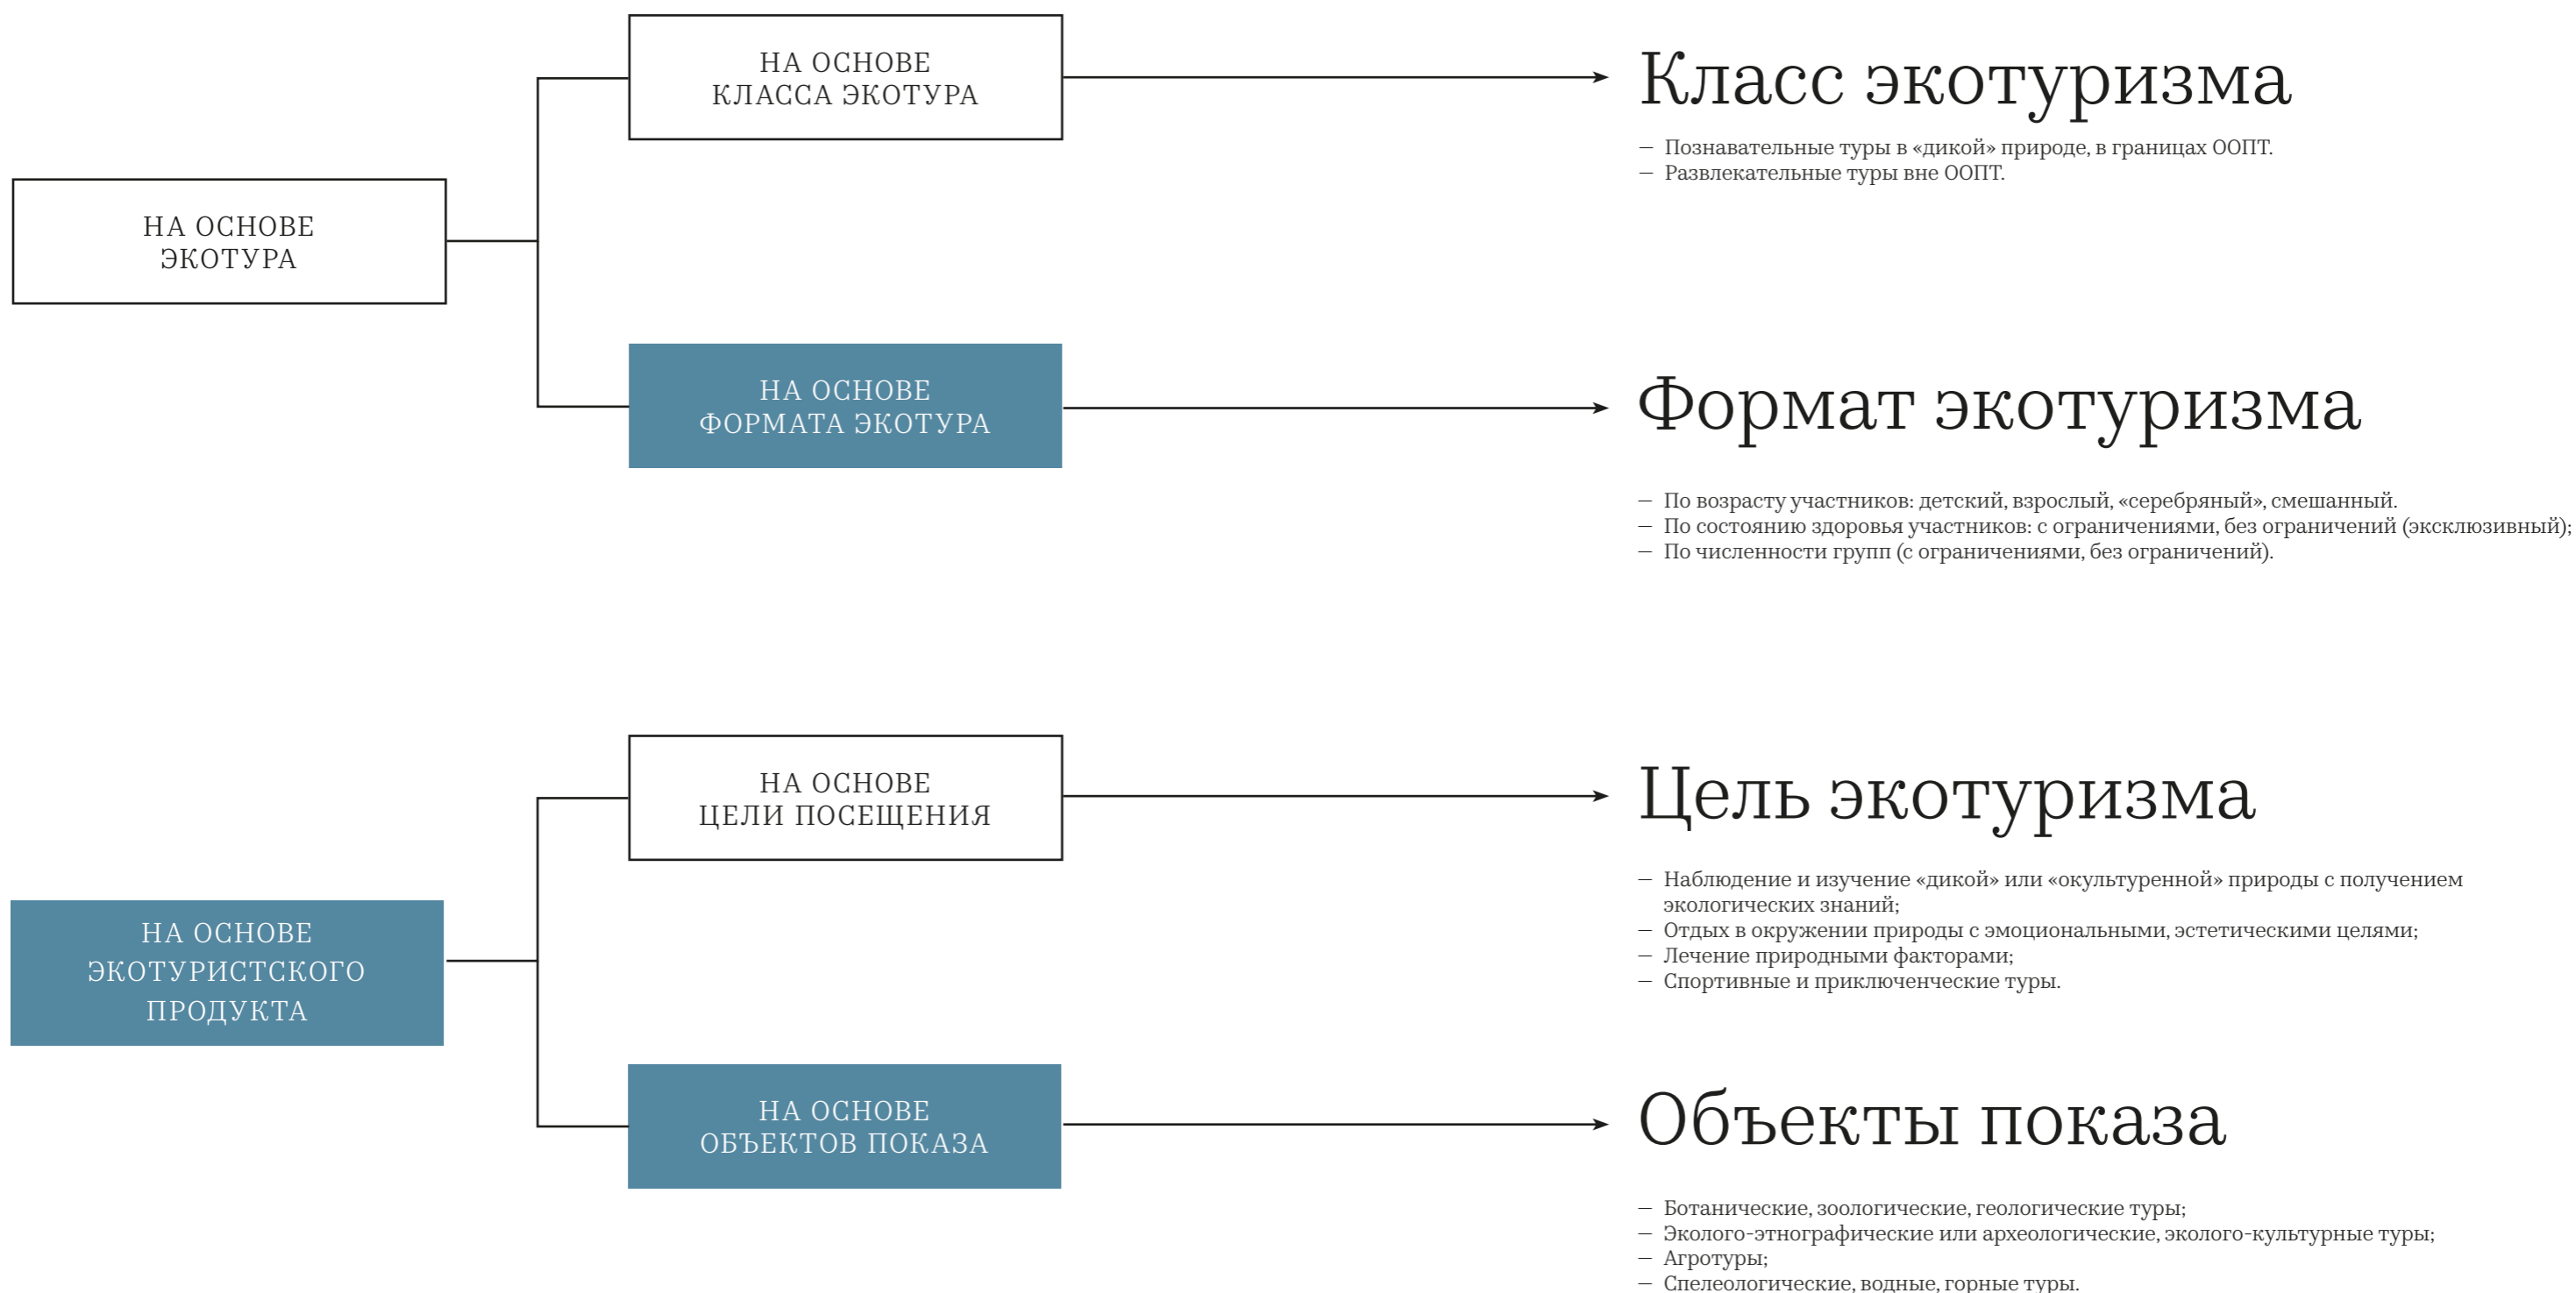 НА ОСНОВЕ
КЛАССА ЭКОТУРА
Класс экотуризма
— Познавательные туры в «дикой» природе, в границах ООПТ.
— Развлекательные туры вне ООПТ.
НА ОСНОВЕ
ЭКОТУРА
НА ОСНОВЕ
ФОРМАТА ЭКОТУРА
Формат экотуризма
— По возрасту участников: детский, взрослый, «серебряный», смешанный.
— По состоянию здоровья участников: с ограничениями, без ограничений (эксклюзивный);
— По численности групп (с ограничениями, без ограничений).
НА ОСНОВЕ
ЦЕЛИ ПОСЕЩЕНИЯ
Цель экотуризма
— Наблюдение и изучение «дикой» или «окультуренной» природы с получением
экологических знаний;
— Отдых в окружении природы с эмоциональными, эстетическими целями;
— Лечение природными факторами;
— Спортивные и приключенческие туры.
НА ОСНОВЕ
ЭКОТУРИСТСКОГО
ПРОДУКТА
НА ОСНОВЕ
ОБЪЕКТОВ ПОКАЗА
Объекты показа
— Ботанические, зоологические, геологические туры;
— Эколого-этнографические или археологические, эколого-культурные туры;
— Агротуры;
— Спелеологические, водные, горные туры.